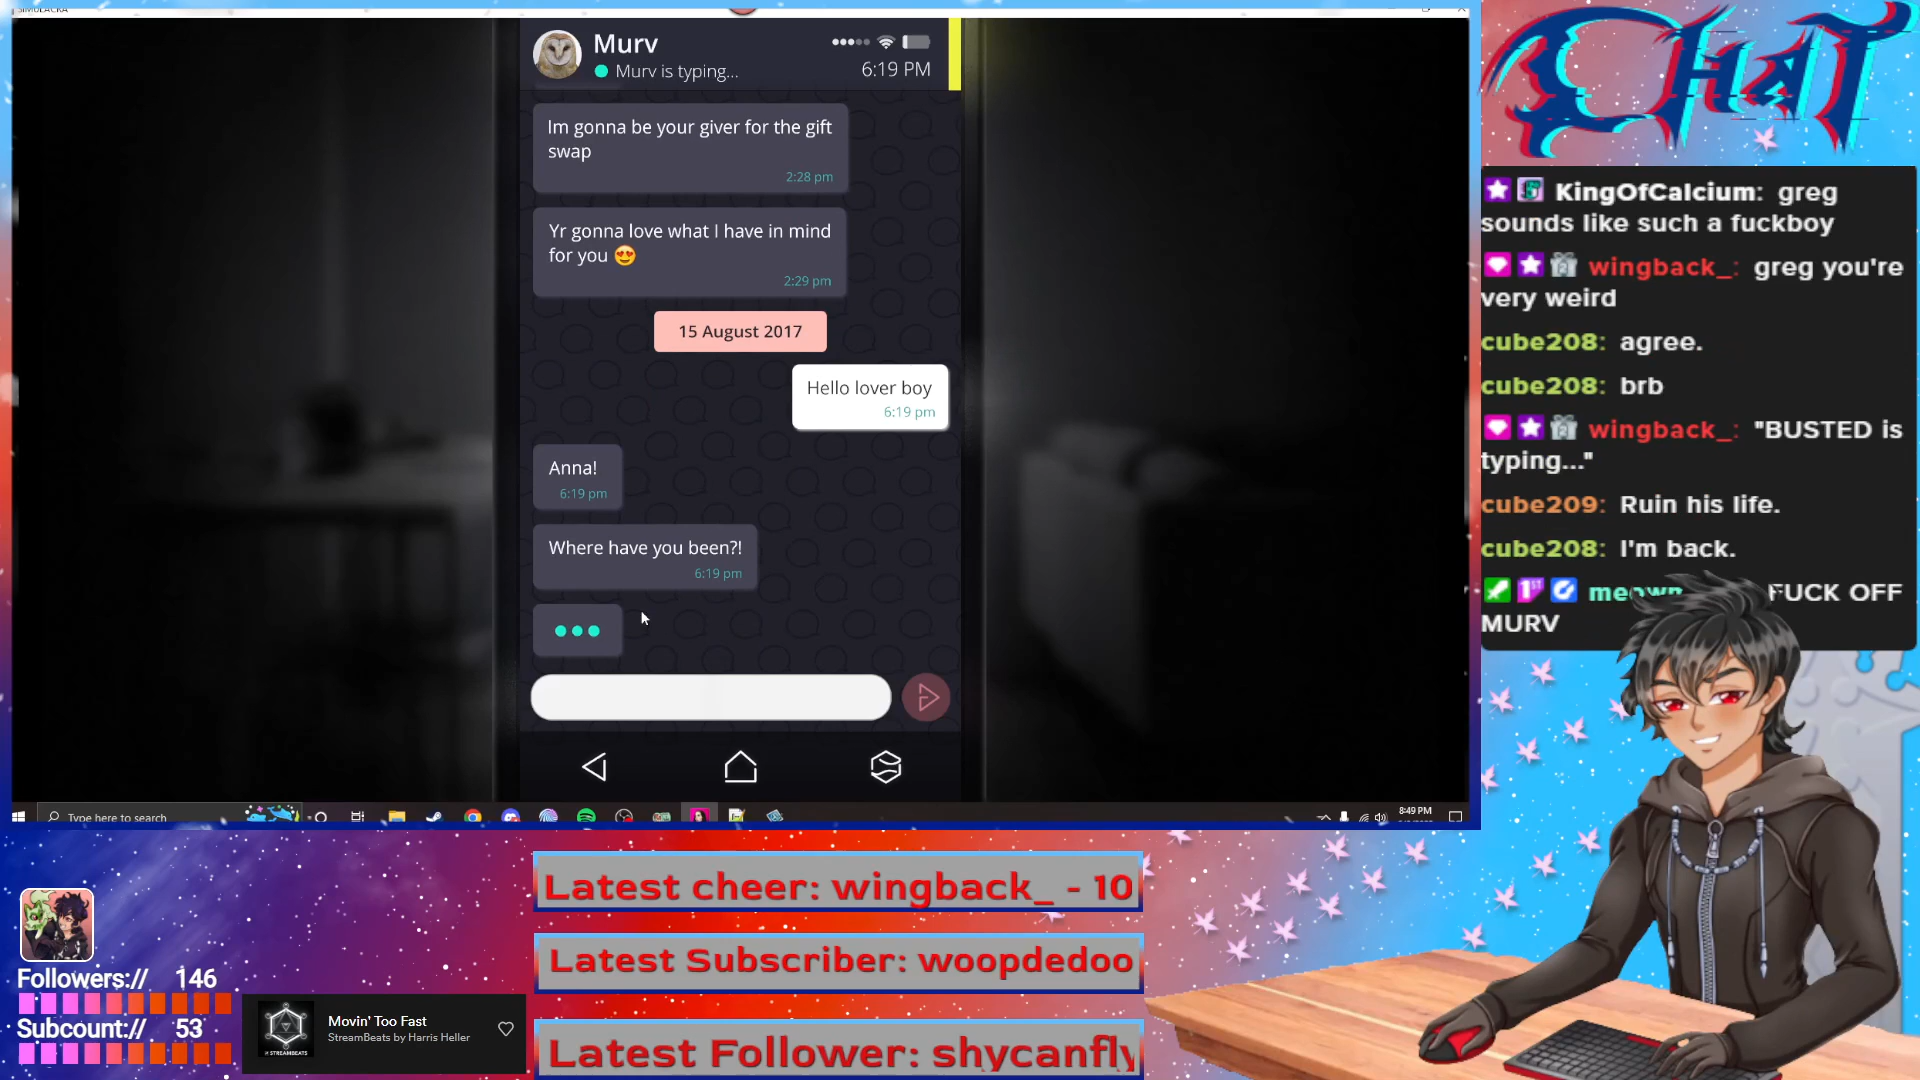 SIMULACRA
Murv
Murv is typing...
6:19 PM
Im gonna be your giver for the gift
swap
2:28 pm
Yr gonna love what I have in mind
for you 😍
2:29 pm
15 August 2017
Hello lover boy
6:19 pm
Anna!
6:19 pm
Where have you been?!
6:19 pm
Type here to search
8:49 PM
CHAT
KingOfCalcium: greg
sounds like such a fuckboy
wingback_: greg you're
very weird
cube208: agree.
cube208: brb
wingback_: "BUSTED is
typing..."
cube209: Ruin his life.
cube208: I'm back.
FUCK OFF
MURV
Latest cheer: wingback_ - 10
Latest Subscriber: woopdedoo
Latest Follower: shycanfly
Followers:// 146
Subcount:// 53
Movin' Too Fast
StreamBeats by Harris Heller
STREAMBEATS